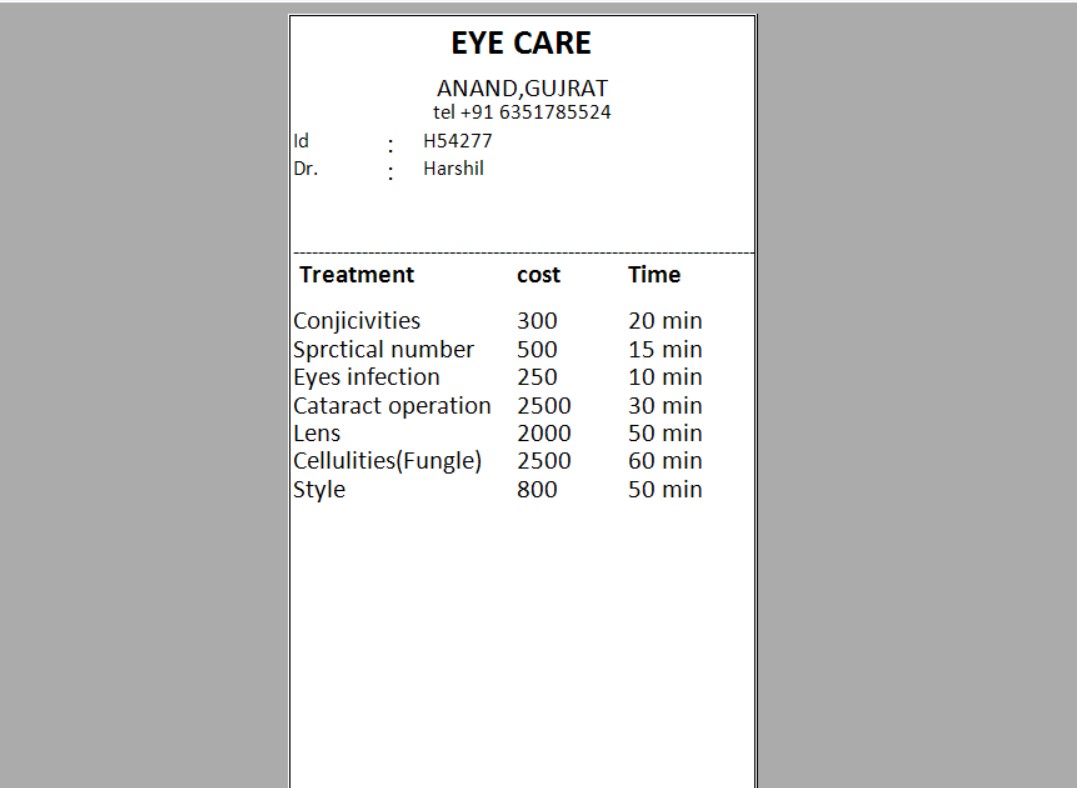 EYE CARE
ANAND,GUJRAT
tel +91 6351785524
Id : H54277
Dr. : Harshil
Treatment cost Time
Conjicivities 300 20 min
Sprctical number 500 15 min
Eyes infection 250 10 min
Cataract operation 2500 30 min
Lens 2000 50 min
Cellulities(Fungle) 2500 60 min
Style 800 50 min